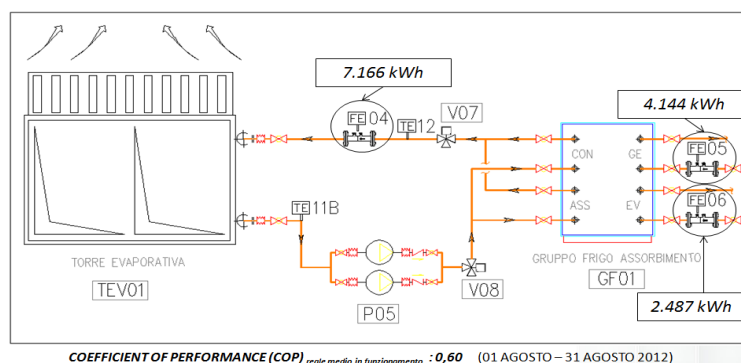 7.166 kWh
4.144 kWh
FE 04
TE 12
V07
FE 05
CON
GE
FE 06
ASS
EV
TE 11B
TORRE EVAPORATIVA
TEV01
GRUPPO FRIGO ASSORBIMENTO
GF01
V08
P05
2.487 kWh
COEFFICIENT OF PERFORMANCE (COP) reale medio in funzionamento : 0,60 (01 AGOSTO – 31 AGOSTO 2012)